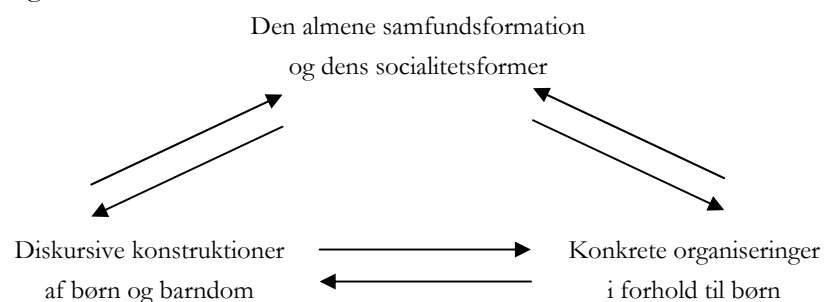 Den almene samfundsformation
og dens socialitetsformer
Diskursive konstruktioner
af børn og barndom
Konkrete organiseringer
i forhold til børn